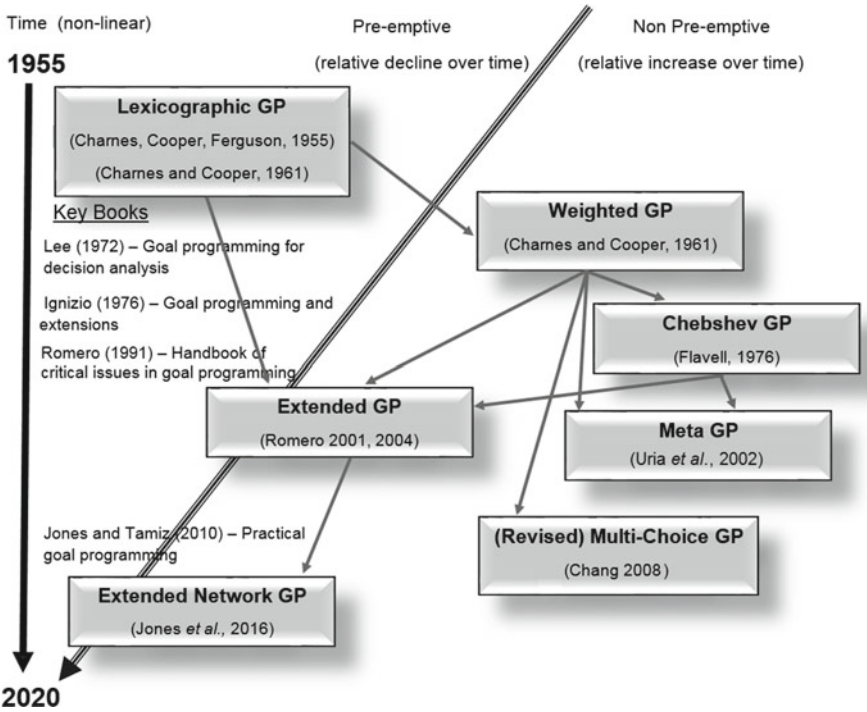 Time (non-linear)
1955
Pre-emptive
(relative decline over time)
Non Pre-emptive
(relative increase over time)
Lexicographic GP
(Charnes, Cooper, Ferguson, 1955)
(Charnes and Cooper, 1961)
Key Books
Lee (1972) – Goal programming for
decision analysis
Ignizio (1976) – Goal programming and
extensions
Romero (1991) – Handbook of
critical issues in goal programming
Weighted GP
(Charnes and Cooper, 1961)
Chebshev GP
(Flavell, 1976)
Extended GP
(Romero 2001, 2004)
Meta GP
(Uria et al., 2002)
(Revised) Multi-Choice GP
(Chang 2008)
Jones and Tamiz (2010) – Practical
goal programming
Extended Network GP
(Jones et al., 2016)
2020